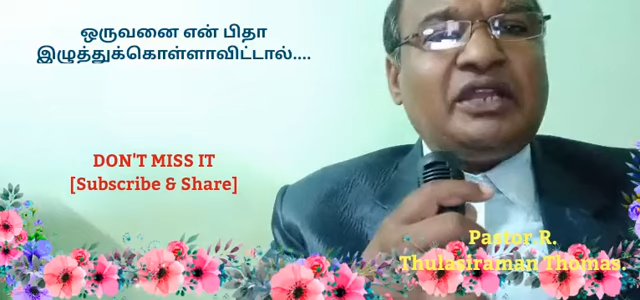 ஒருவனை என் பிதா
இழுத்துக்கொள்ளாவிட்டால்....
DON'T MISS IT
[Subscribe & Share]
Pastor R.
Thulasiraman Thomas.